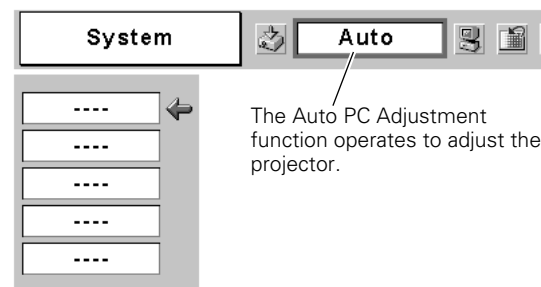 System
Auto
----
----
----
----
----
The Auto PC Adjustment
function operates to adjust the
projector.